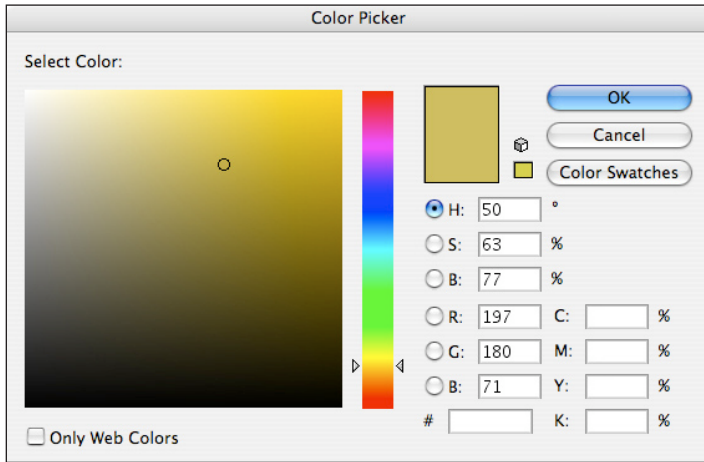 Color Picker
Select Color:
OK
Cancel
Color Swatches
H: 50 °
S: 63 %
B: 77 %
R: 197 C: %
G: 180 M: %
B: 71 Y: %
# K: %
Only Web Colors